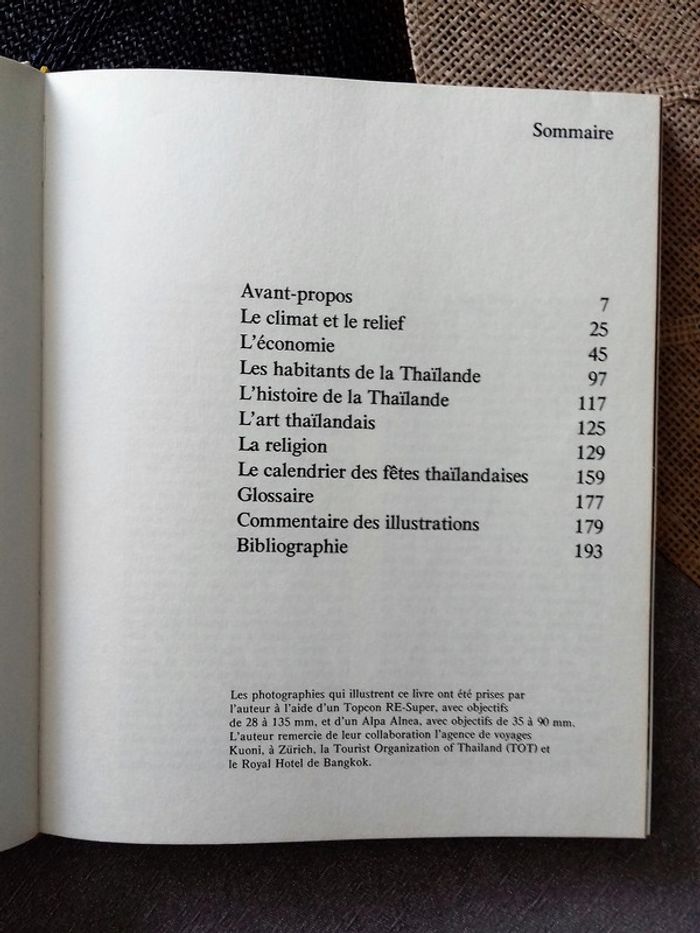 Sommaire
Avant-propos 7
Le climat et le relief 25
L'économie 45
Les habitants de la Thaïlande 97
L'histoire de la Thaïlande 117
L'art thaïlandais 125
La religion 129
Le calendrier des fêtes thaïlandaises 159
Glossaire 177
Commentaire des illustrations 179
Bibliographie 193
Les photographies qui illustrent ce livre ont été prises par
l'auteur à l'aide d'un Topcon RE-Super, avec objectifs
de 28 à 135 mm, et d'un Alpa Alnea, avec objectifs de 35 à 90 mm.
L'auteur remercie de leur collaboration l'agence de voyages
Kuoni, à Zürich, la Tourist Organization of Thailand (TOT) et
le Royal Hotel de Bangkok.